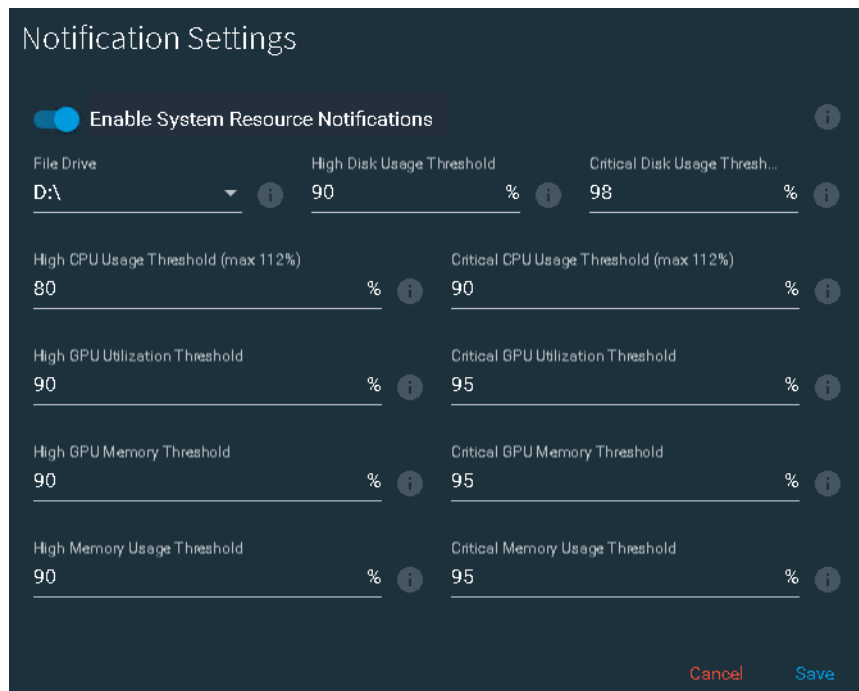 Notification Settings
Enable System Resource Notifications
File Drive
High Disk Usage Threshold
Critical Disk Usage Thresh...
D:\
90 %
98 %
High CPU Usage Threshold (max 112%)
Critical CPU Usage Threshold (max 112%)
80 %
90 %
High GPU Utilization Threshold
Critical GPU Utilization Threshold
90 %
95 %
High GPU Memory Threshold
Critical GPU Memory Threshold
90 %
95 %
High Memory Usage Threshold
Critical Memory Usage Threshold
90 %
95 %
Cancel
Save